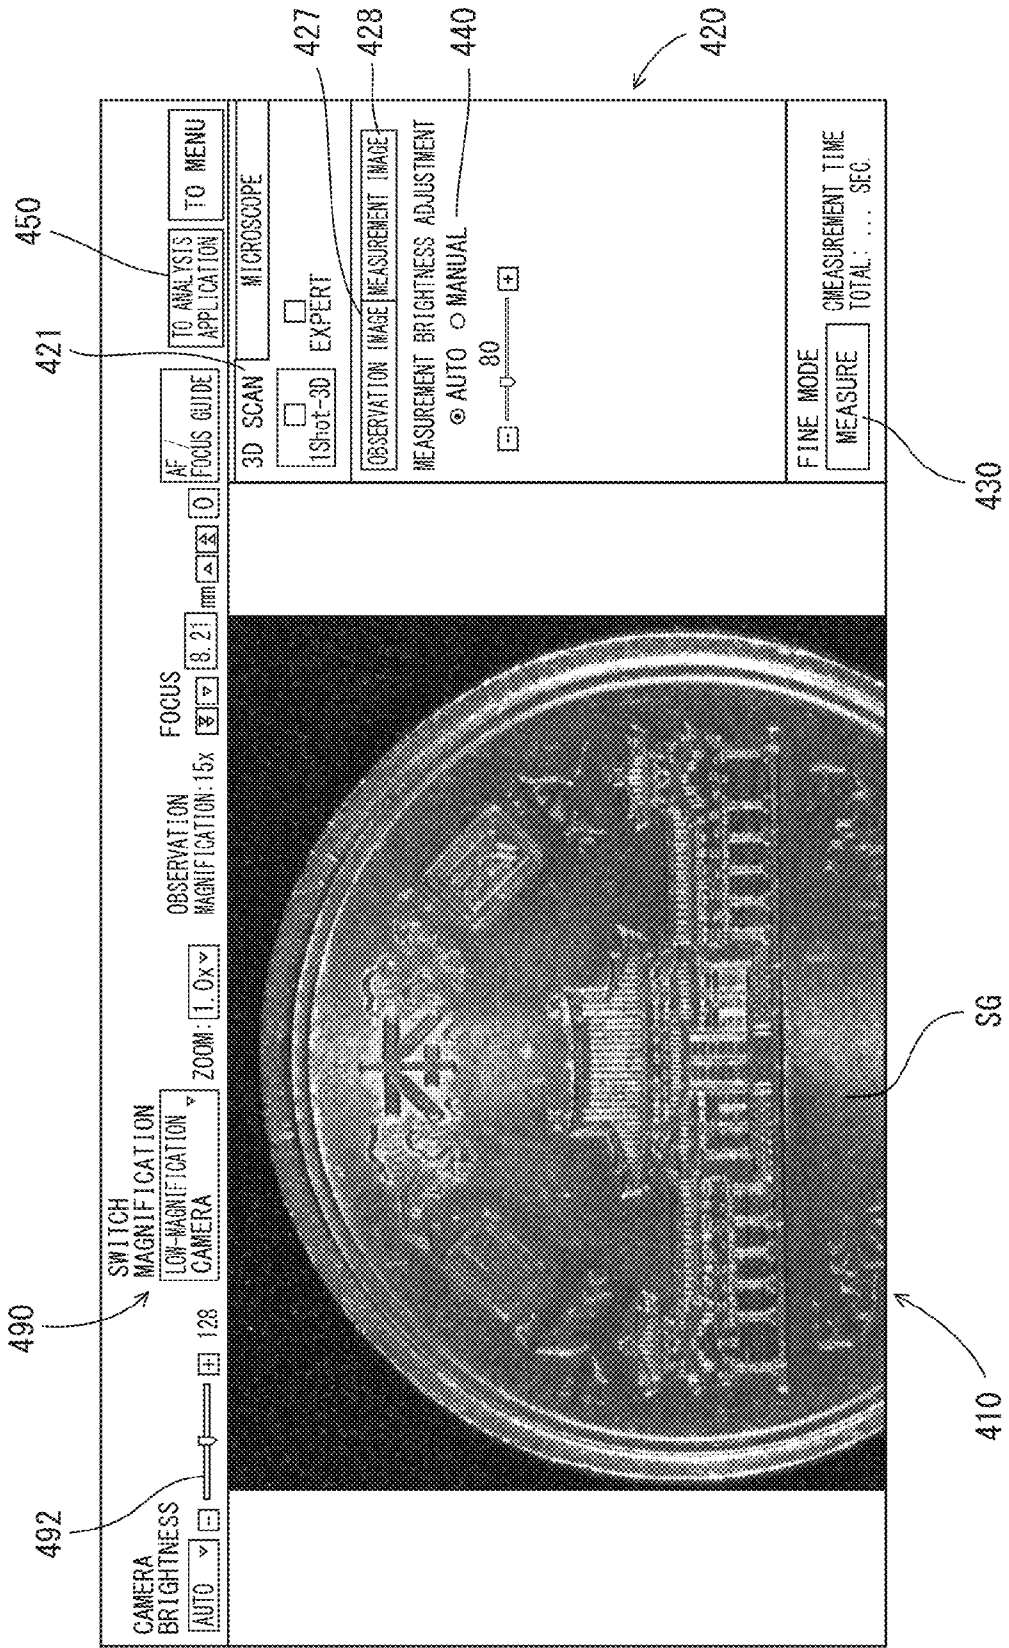 CAMERA
BRIGHTNESS
AUTO
128
492
490
SWITCH
MAGNIFICATION
LOW-MAGNIFICATION
CAMERA
ZOOM:
1.0x
OBSERVATION
MAGNIFICATION:15x
FOCUS
8.21
mm
AF
FOCUS GUIDE
TO ANALYSIS
APPLICATION
TO MENU
421
450
3D SCAN
MICROSCOPE
1Shot-3D
EXPERT
427
OBSERVATION IMAGE
MEASUREMENT IMAGE
428
MEASUREMENT BRIGHTNESS ADJUSTMENT
AUTO
MANUAL
440
80
420
FINE MODE
MEASURE
CMEASUREMENT TIME
TOTAL: ... SEC.
430
410
SG